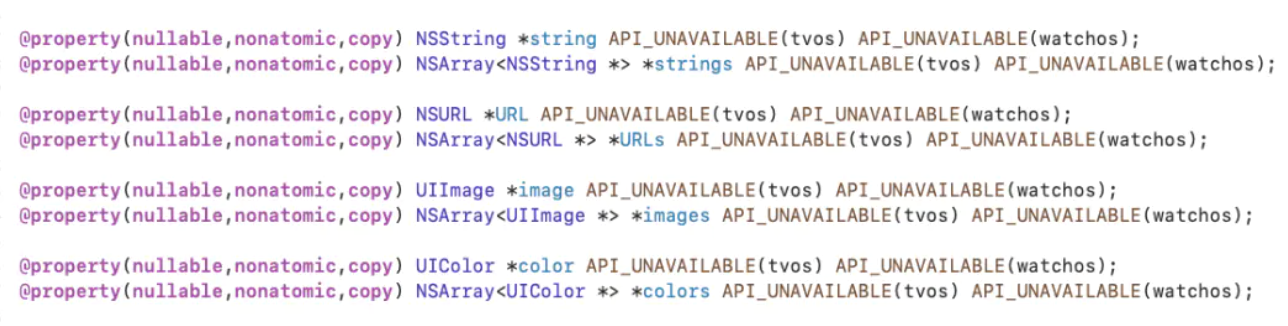 @property(nullable,nonatomic,copy) NSString *string API_UNAVAILABLE(tvos) API_UNAVAILABLE(watchos);
@property(nullable,nonatomic,copy) NSArray<NSString *> *strings API_UNAVAILABLE(tvos) API_UNAVAILABLE(watchos);
@property(nullable,nonatomic,copy) NSURL *URL API_UNAVAILABLE(tvos) API_UNAVAILABLE(watchos);
@property(nullable,nonatomic,copy) NSArray<NSURL *> *URLs API_UNAVAILABLE(tvos) API_UNAVAILABLE(watchos);
@property(nullable,nonatomic,copy) UIImage *image API_UNAVAILABLE(tvos) API_UNAVAILABLE(watchos);
@property(nullable,nonatomic,copy) NSArray<UIImage *> *images API_UNAVAILABLE(tvos) API_UNAVAILABLE(watchos);
@property(nullable,nonatomic,copy) UIColor *color API_UNAVAILABLE(tvos) API_UNAVAILABLE(watchos);
@property(nullable,nonatomic,copy) NSArray<UIColor *> *colors API_UNAVAILABLE(tvos) API_UNAVAILABLE(watchos);